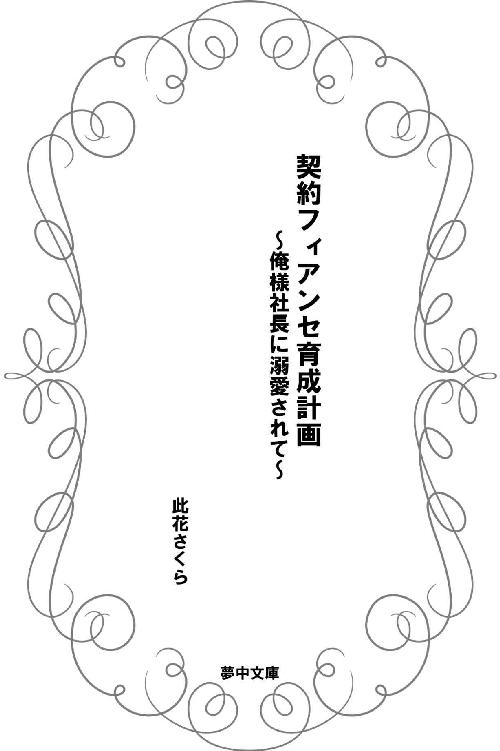 契約フィアンセ育成計画
～俺様社長に溺愛されて～
此花さくら
夢中文庫